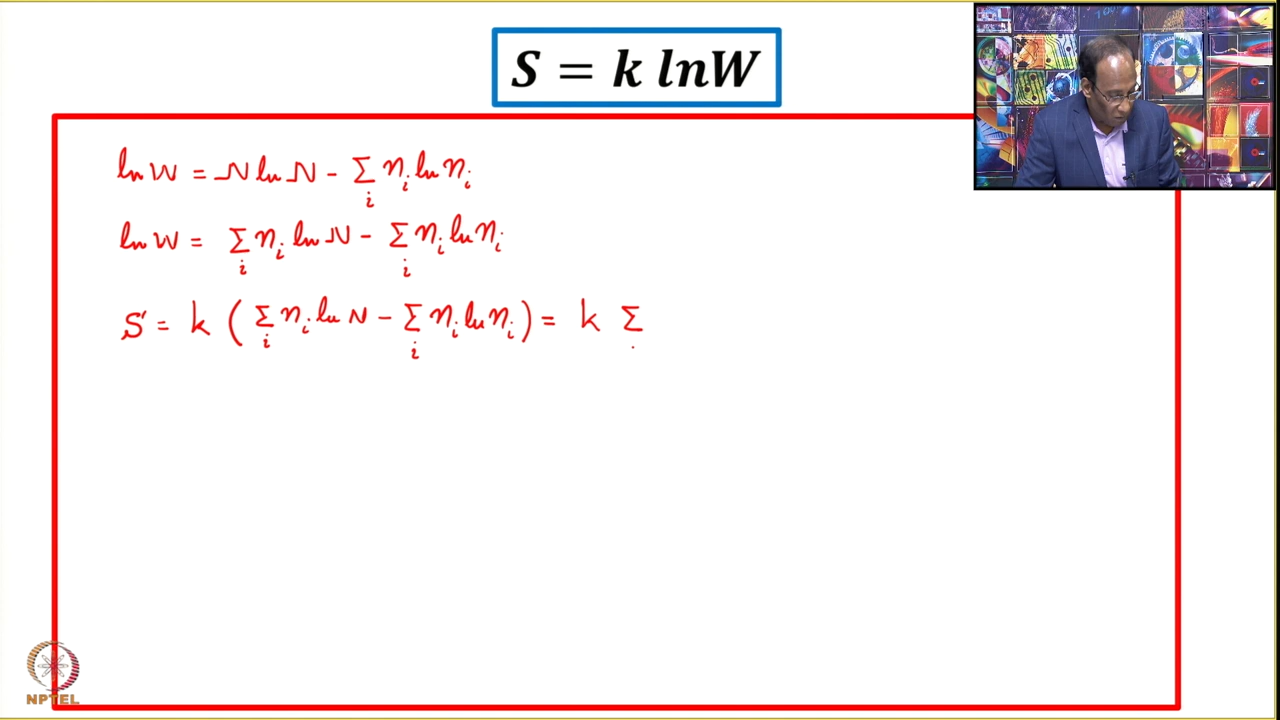 S = k lnW
ln W = N ln N - Σ_i n_i ln n_i
ln W = Σ_i n_i ln N - Σ_i n_i ln n_i
S = k ( Σ_i n_i ln N - Σ_i n_i ln n_i ) = k Σ
NPTEL